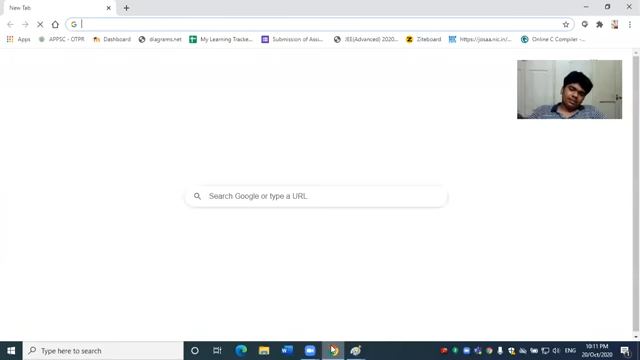 New Tab
Apps APPSC - OTPR Dashboard diagrams.net My Learning Tracke... Submission of Assi... JEE(Advanced) 2020... Ziteboard https://josaa.nic.in/... Online C Compiler -...
Search Google or type a URL
Type here to search
ENG
10:11 PM
20/Oct/2020